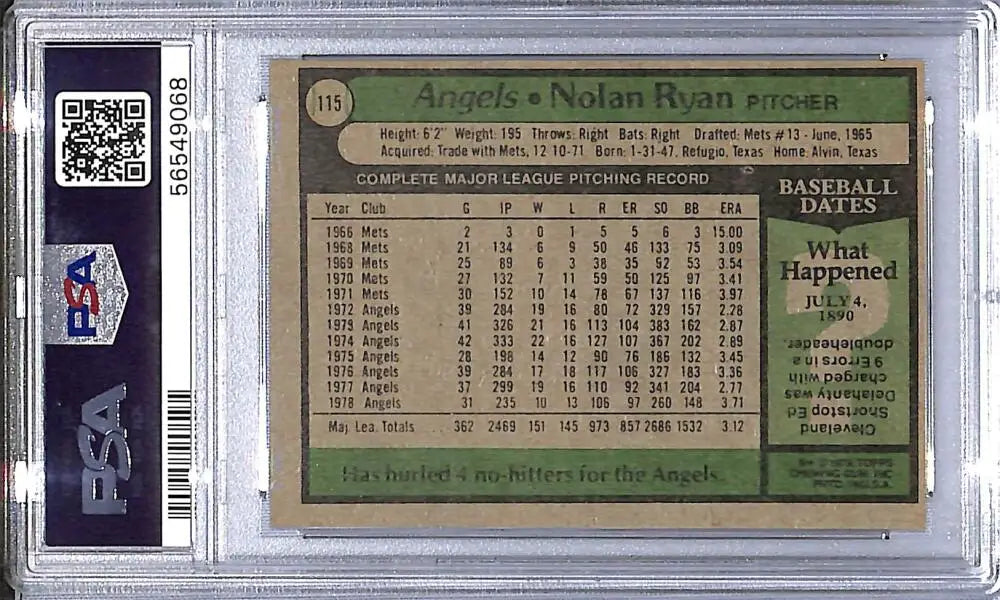 PSA
56549068
PSA
115
Angels • Nolan Ryan PITCHER
Height: 6'2" Weight: 195 Throws: Right Bats: Right Drafted: Mets #13 - June, 1965
Acquired: Trade with Mets, 12 10-71 Born: 1-31-47, Refugio, Texas Home: Alvin, Texas
COMPLETE MAJOR LEAGUE PITCHING RECORD
Year Club G IP W L R ER SO BB ERA
1966 Mets 2 3 0 1 5 5 6 3 15.00
1968 Mets 21 134 6 9 50 46 133 75 3.09
1969 Mets 25 89 6 3 38 35 92 53 3.54
1970 Mets 27 132 7 11 59 50 125 97 3.41
1971 Mets 30 152 10 14 78 67 137 116 3.97
1972 Angels 39 284 19 16 80 72 329 157 2.28
1973 Angels 41 326 21 16 113 104 383 162 2.87
1974 Angels 42 333 22 16 127 107 367 202 2.89
1975 Angels 28 198 14 12 90 76 186 132 3.45
1976 Angels 39 284 17 18 117 106 327 183 3.36
1977 Angels 37 299 19 16 110 92 341 204 2.77
1978 Angels 31 235 10 13 106 97 260 148 3.71
Maj. Lea. Totals 362 2469 151 145 973 857 2686 1532 3.12
Has hurled 4 no-hitters for the Angels.
BASEBALL
DATES
What
Happened
JULY 4,
1890
Cleveland
Shortstop Ed
Delahanty was
charged with
9 Errors in a
doubleheader.